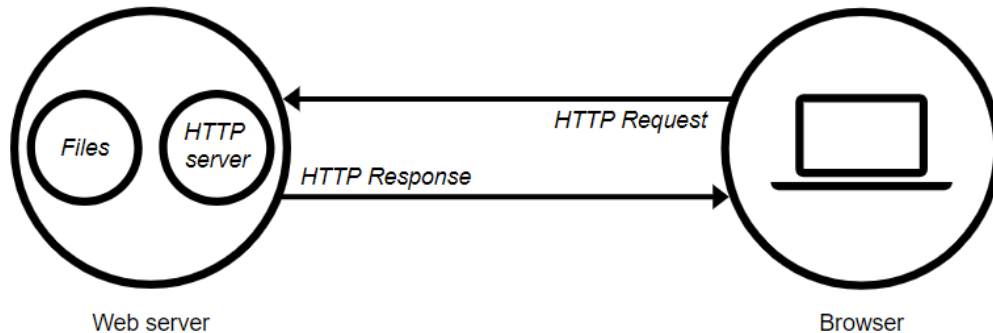 Files
HTTP
server
HTTP Request
HTTP Response
Web server
Browser